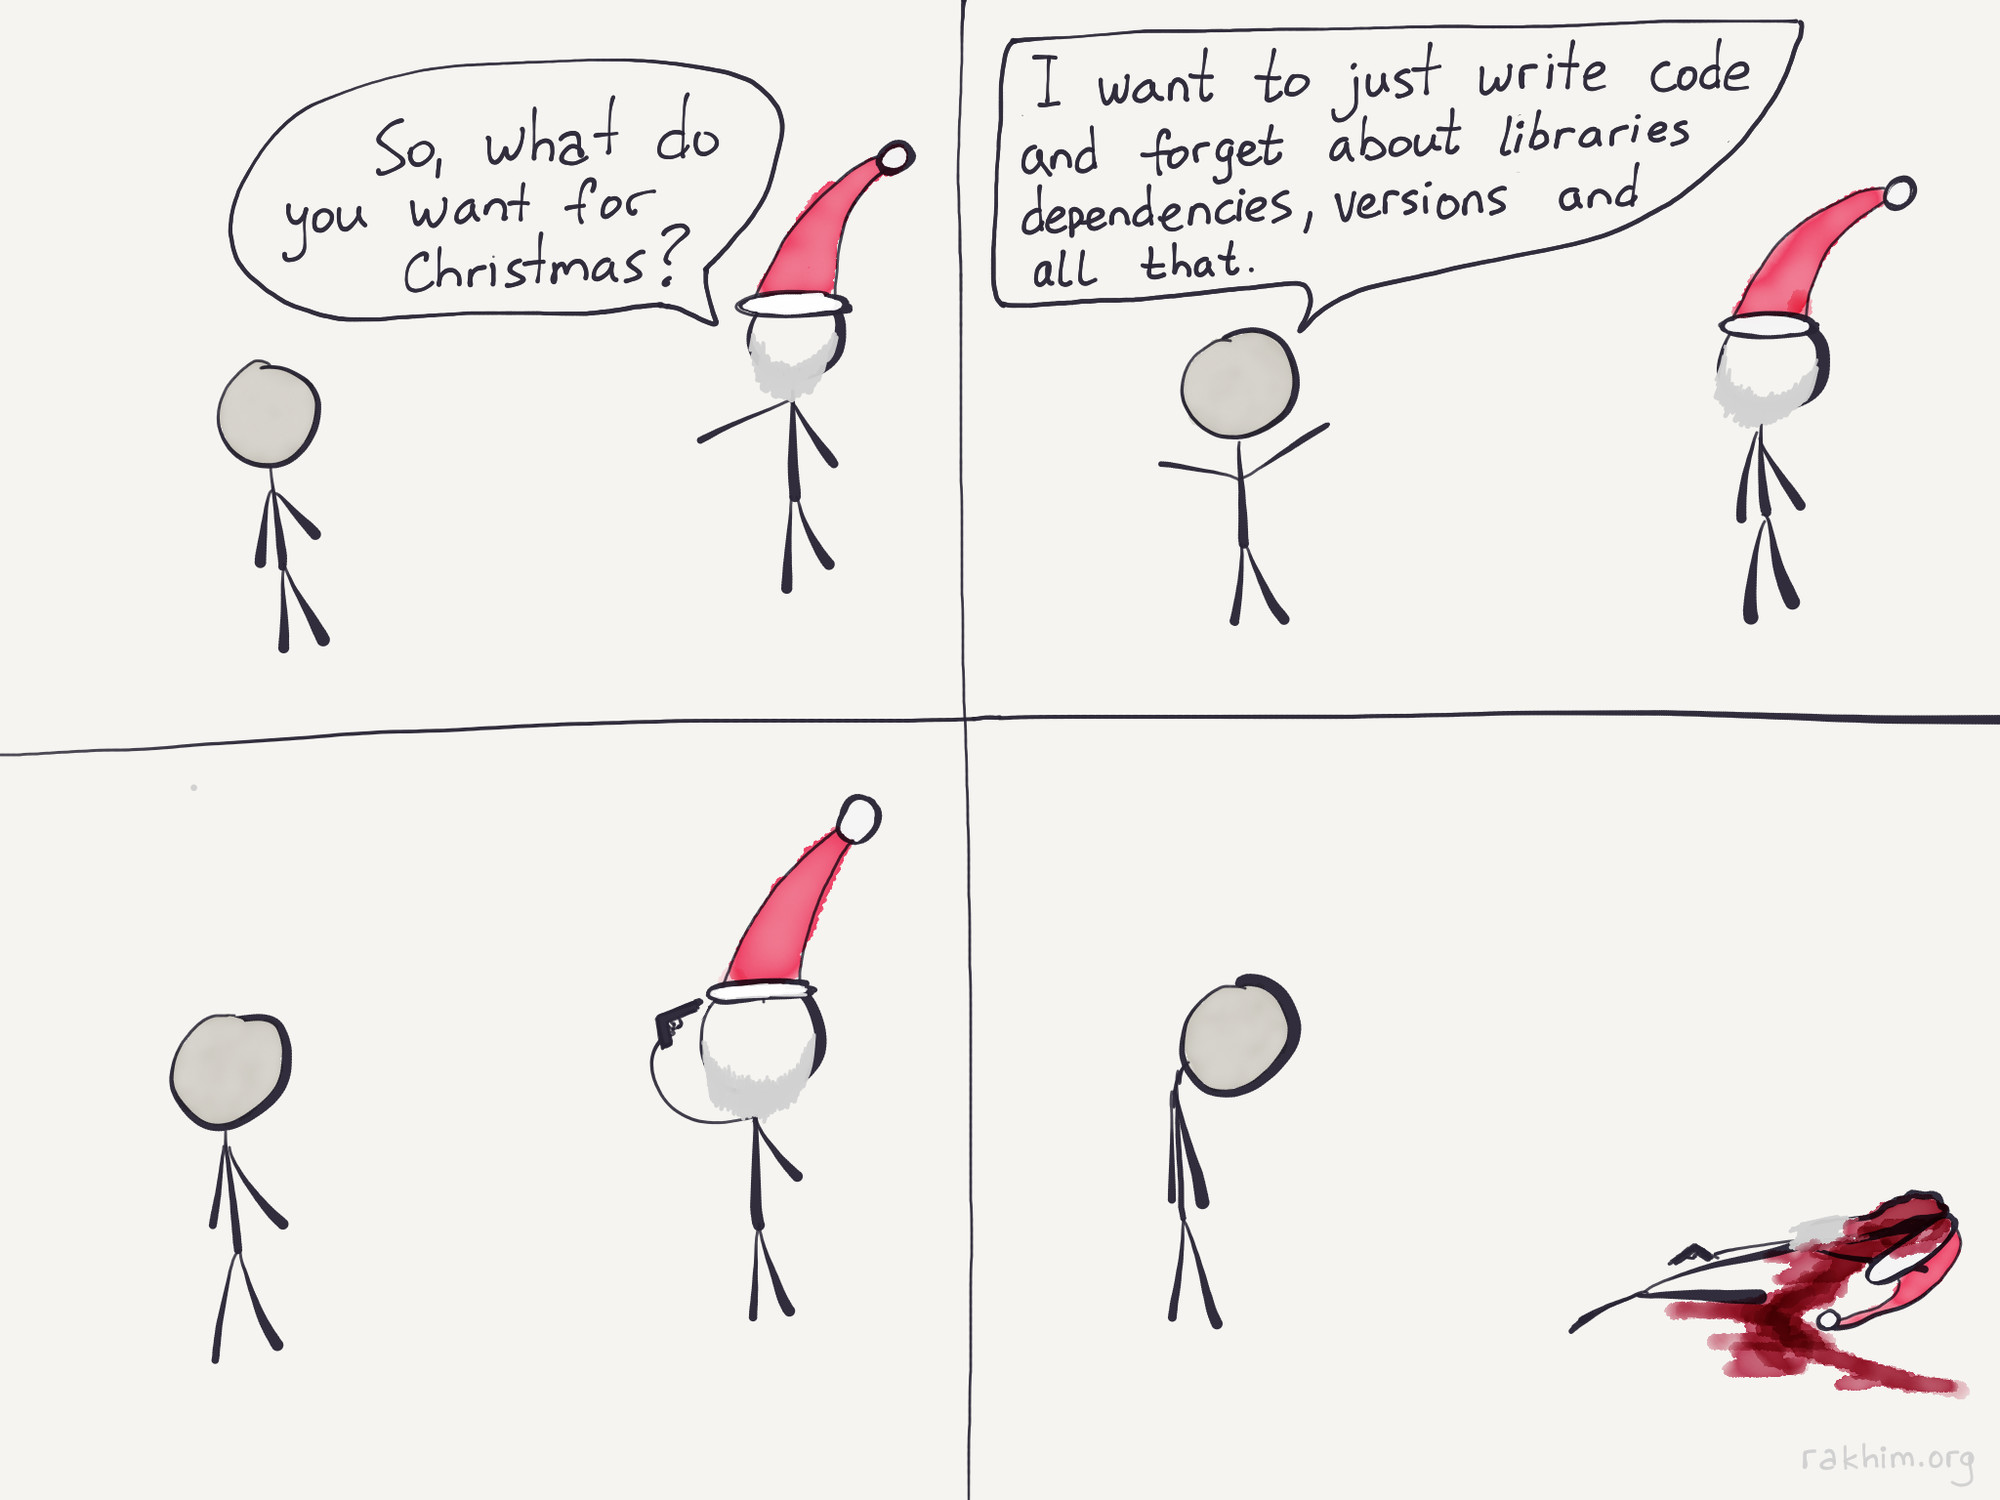 So, what do
you want for
Christmas?
I want to just write code
and forget about libraries
dependencies, versions and
all that.
rakhim.org